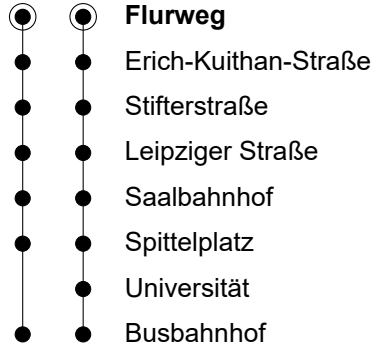 Flurweg
Erich-Kuithan-Straße
Stifterstraße
Leipziger Straße
Saalbahnhof
Spittelplatz
Universität
Busbahnhof